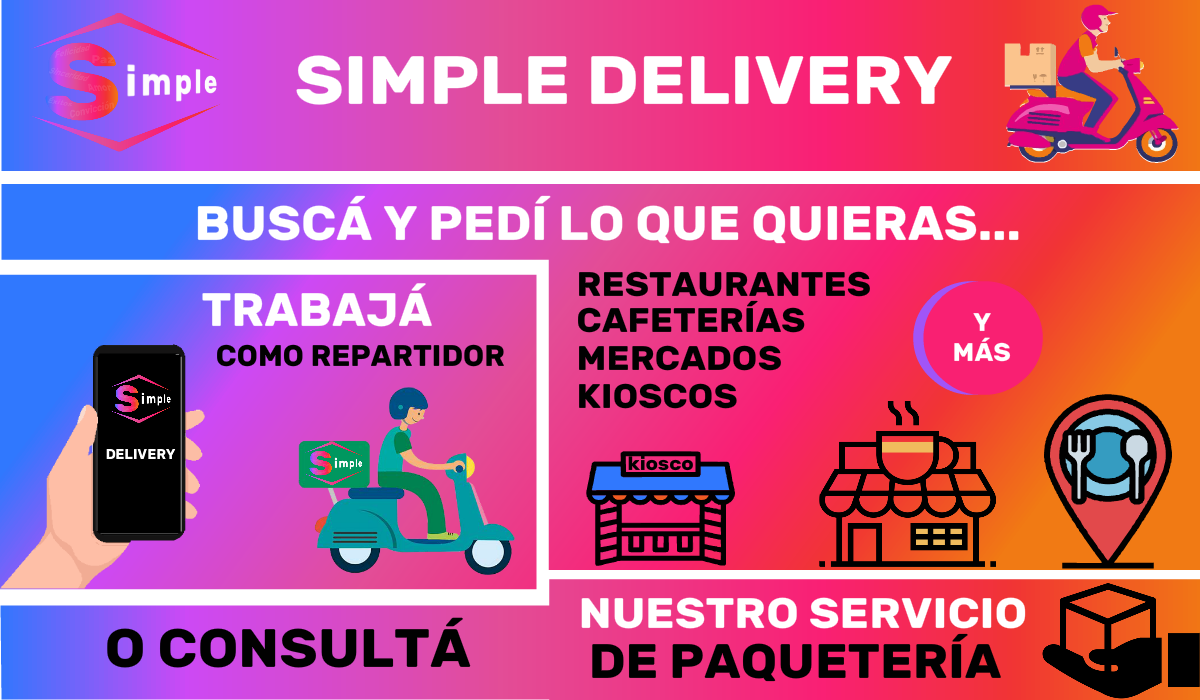 Simple
SIMPLE DELIVERY
BUSCÁ Y PEDÍ LO QUE QUIERAS...
TRABAJÁ
COMO REPARTIDOR
Simple
DELIVERY
Simple
RESTAURANTES
CAFETERÍAS
MERCADOS
KIOSCOS
Y
MÁS
kiosco
O CONSULTÁ
NUESTRO SERVICIO
DE PAQUETERÍA